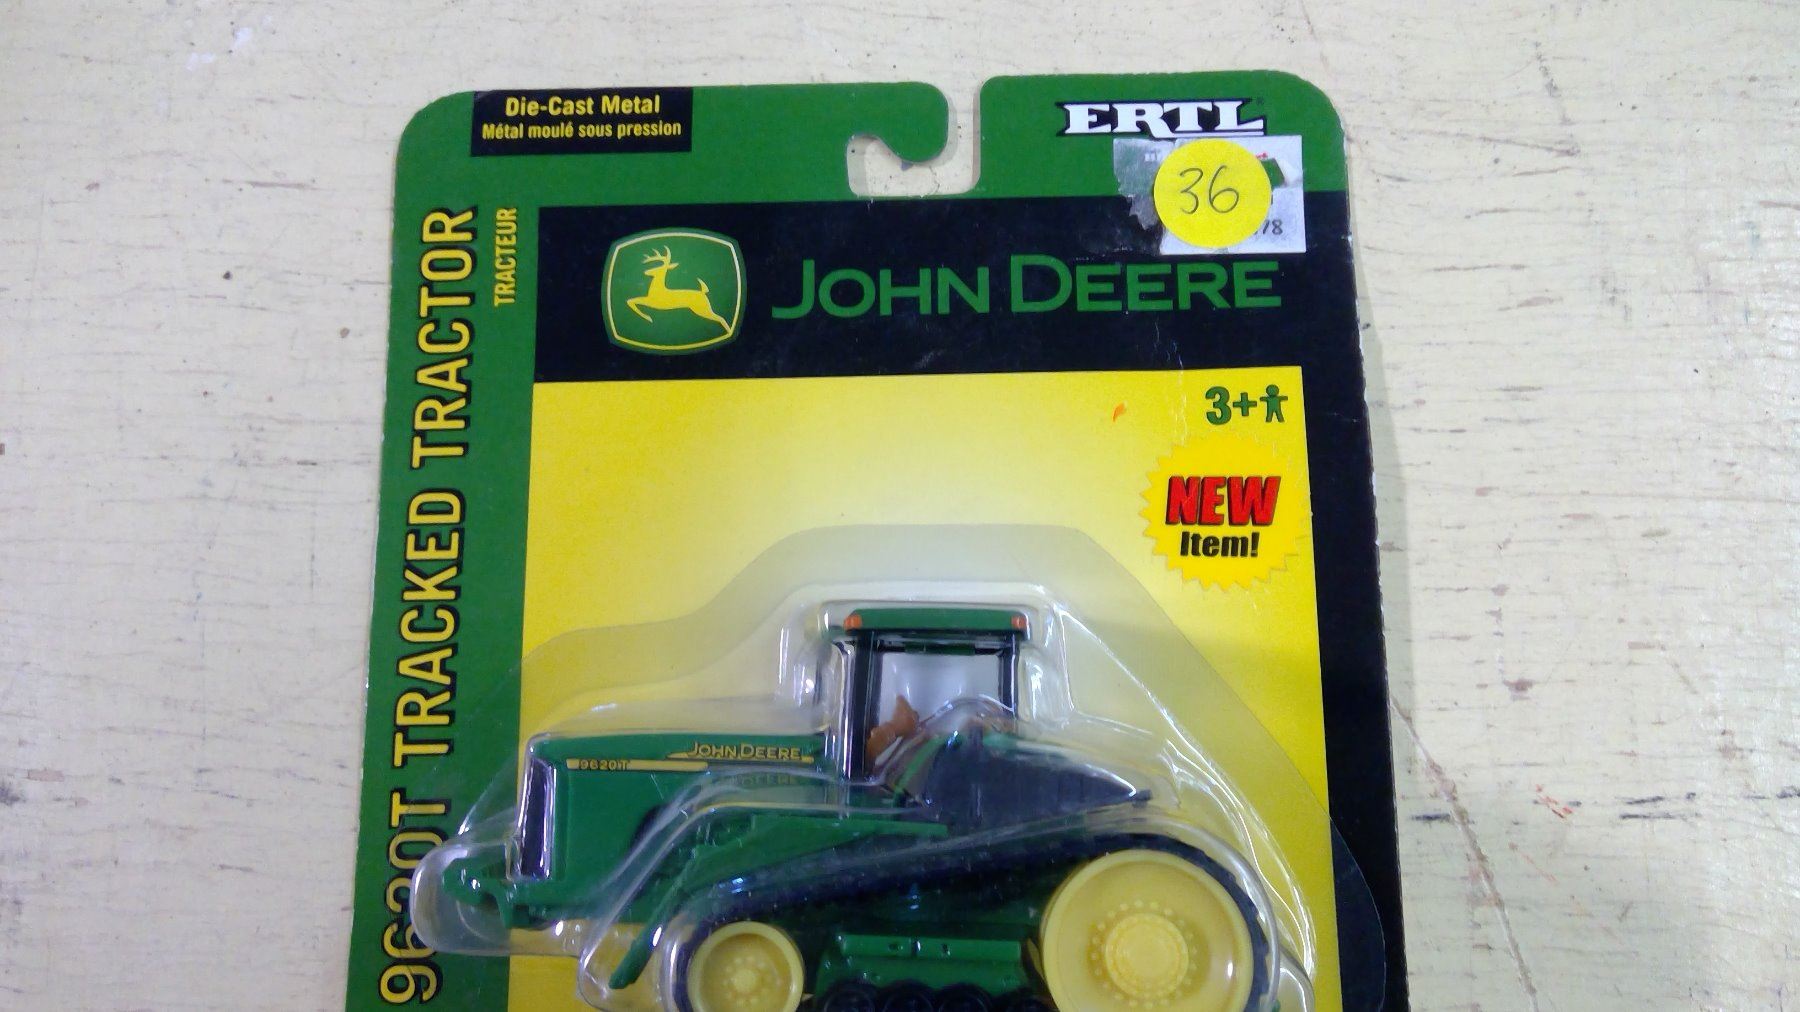 Die-Cast Metal
Métal moulé sous pression
ERTL
36
78
JOHN DEERE
9620T TRACKED TRACTOR
TRACTEUR
3+
NEW
Item!
JOHN DEERE
9620T